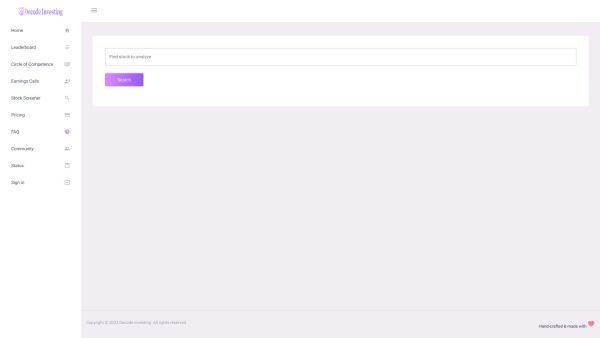 Decode Investing
Home
Leaderboard
Circle of Competence
Earnings Calls
Stock Screener
Pricing
FAQ
Community
Status
Sign in
Find stock to analyze
Search
Copyright © 2023 Decode Investing. All rights reserved.
Hand-crafted & made with